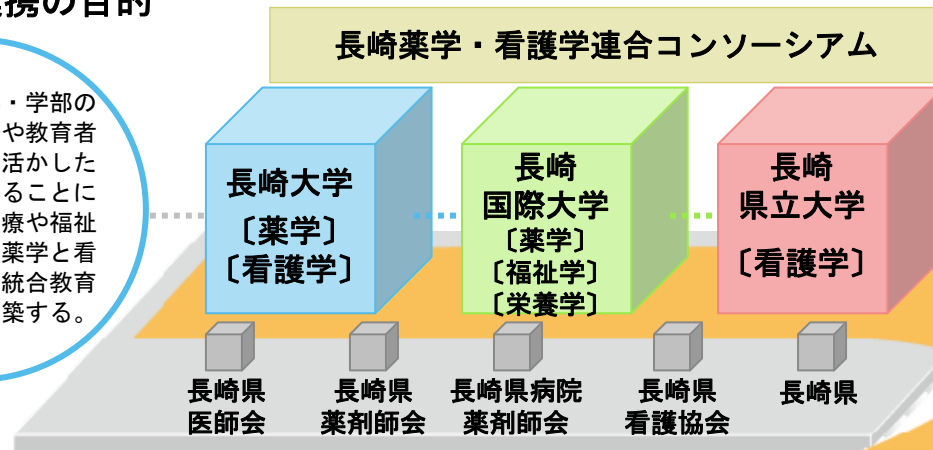 携の目的
長崎薬学・看護学連合コンソーシアム
・学部の
や教育者
活かした
ることに
療や福祉
薬学と看
統合教育
築する。
長崎大学
〔薬学〕
〔看護学〕
長崎
国際大学
〔薬学〕
〔福祉学〕
〔栄養学〕
長崎
県立大学
〔看護学〕
長崎県
医師会
長崎県
薬剤師会
長崎県病院
薬剤師会
長崎県
看護協会
長崎県